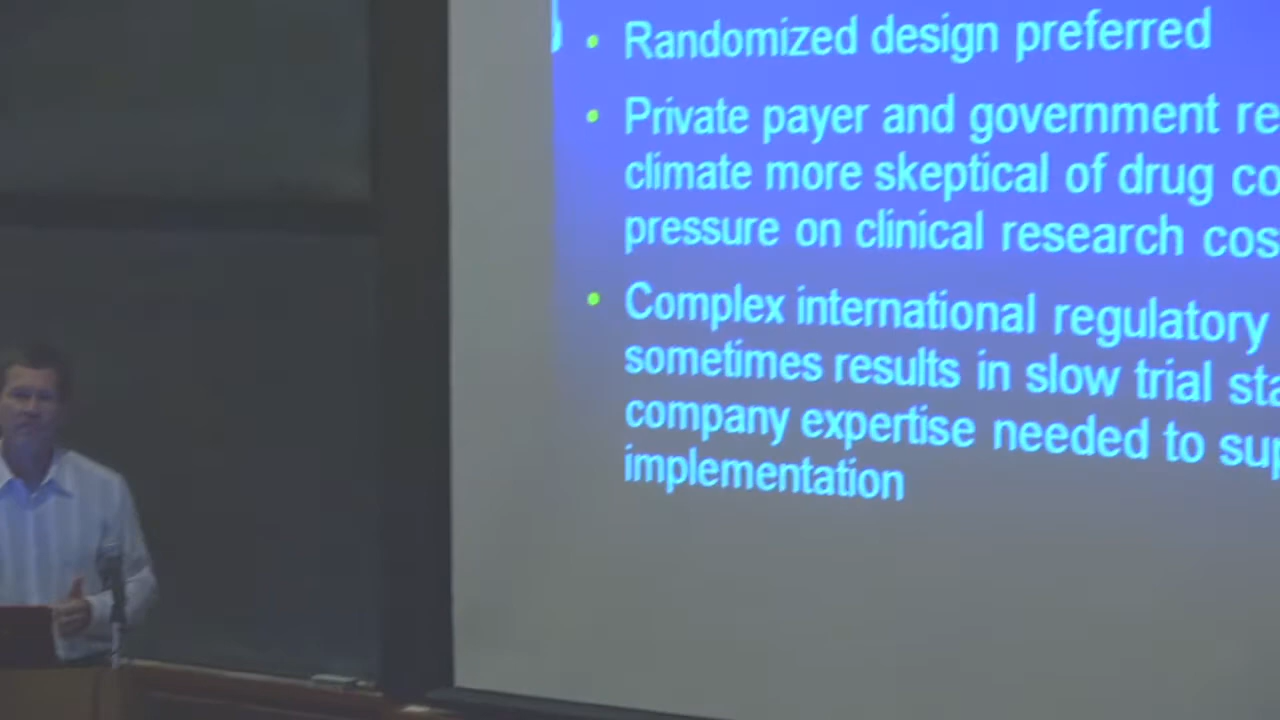 Randomized design preferred
Private payer and government re
climate more skeptical of drug co
pressure on clinical research cos
Complex international regulatory
sometimes results in slow trial sta
company expertise needed to sup
implementation